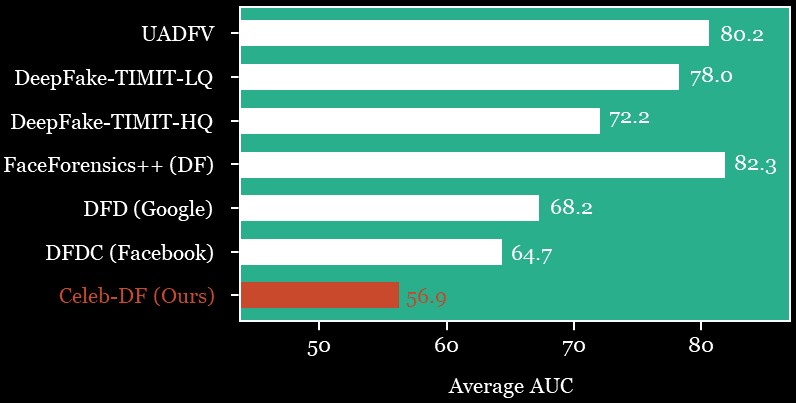 UADFV 80.2
DeepFake-TIMIT-LQ 78.0
DeepFake-TIMIT-HQ 72.2
FaceForensics++ (DF) 82.3
DFD (Google) 68.2
DFDC (Facebook) 64.7
Celeb-DF (Ours) 56.9
50 60 70 80
Average AUC